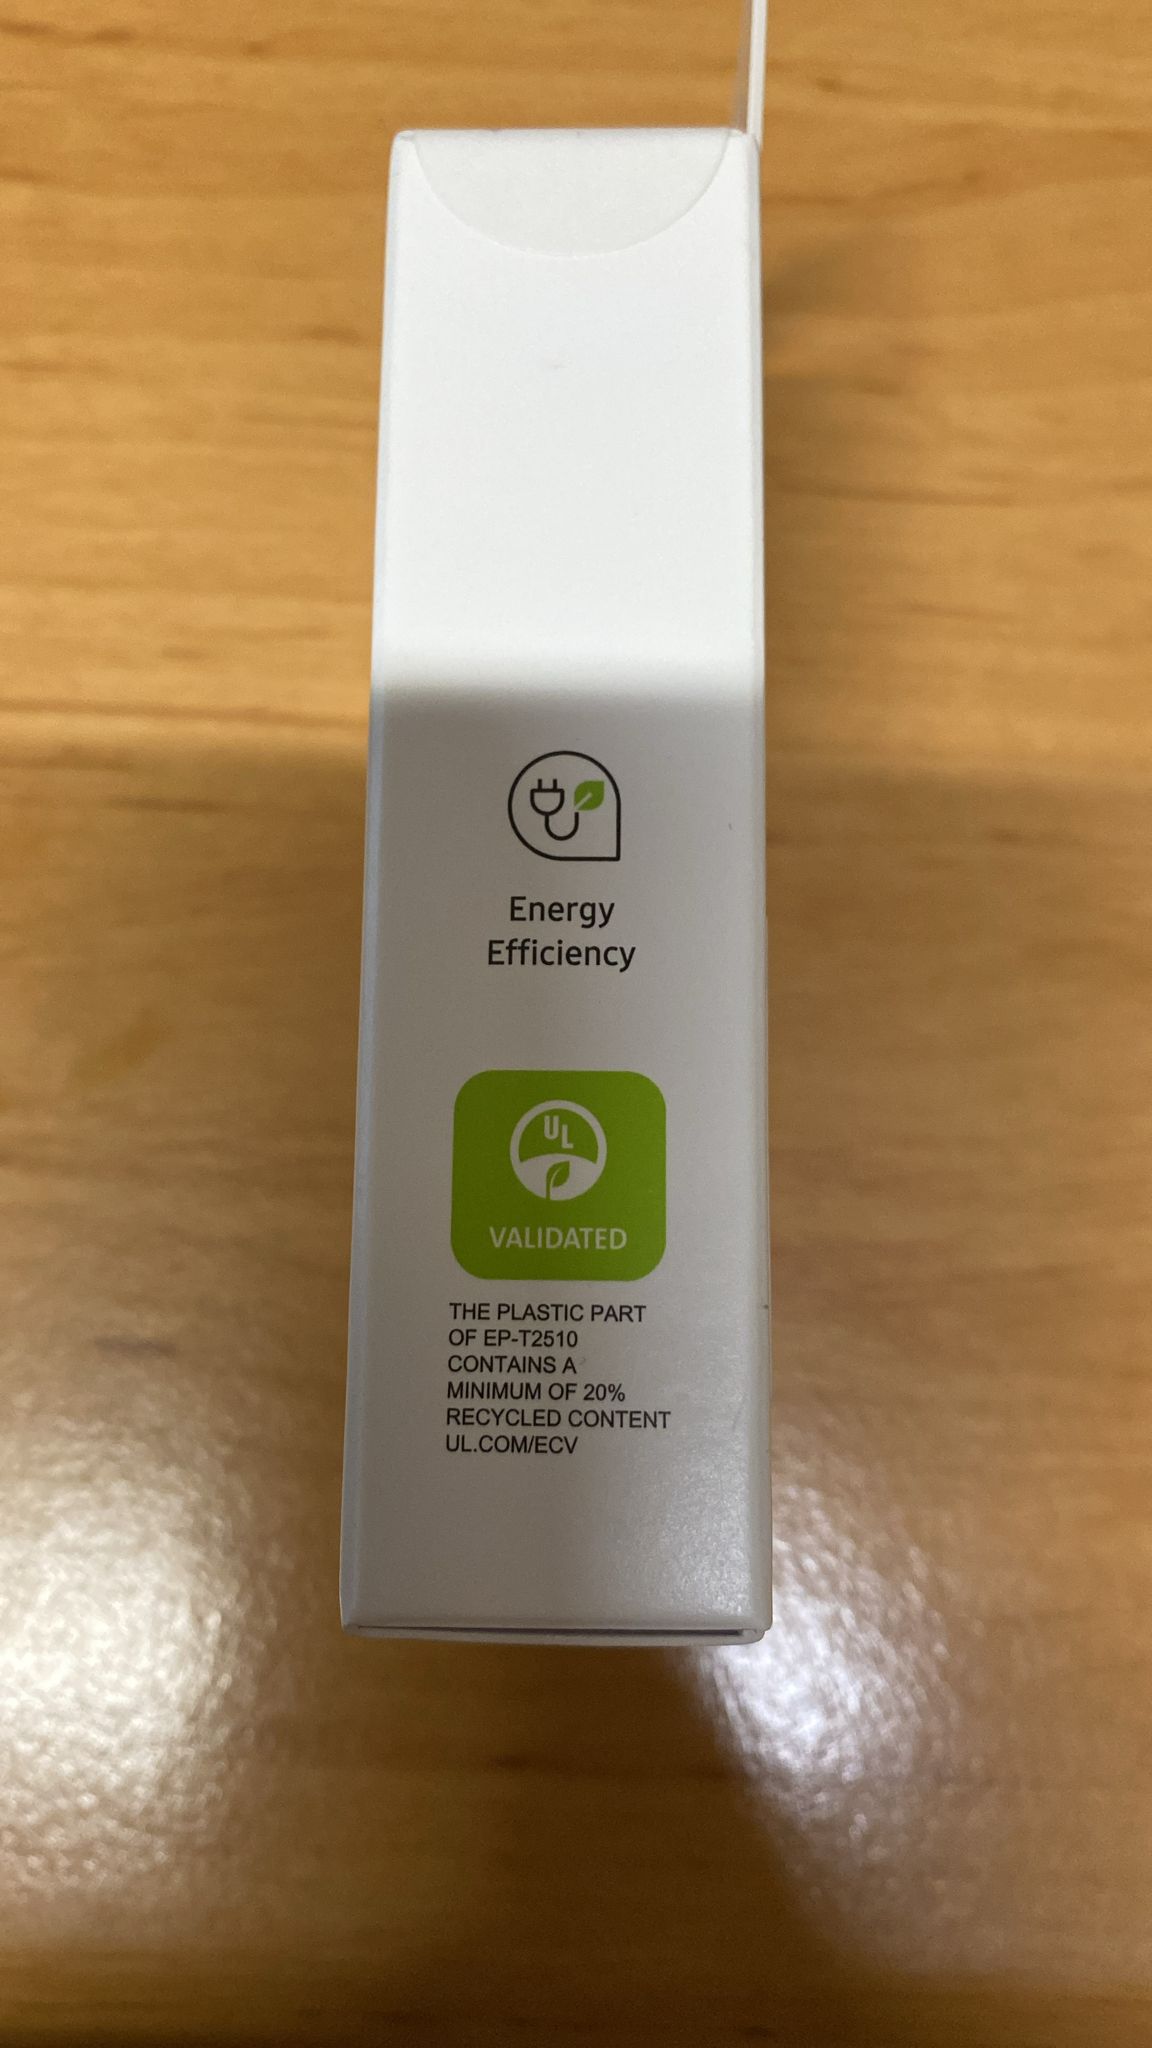 Energy
Efficiency
UL
VALIDATED
THE PLASTIC PART
OF EP-T2510
CONTAINS A
MINIMUM OF 20%
RECYCLED CONTENT
UL.COM/ECV